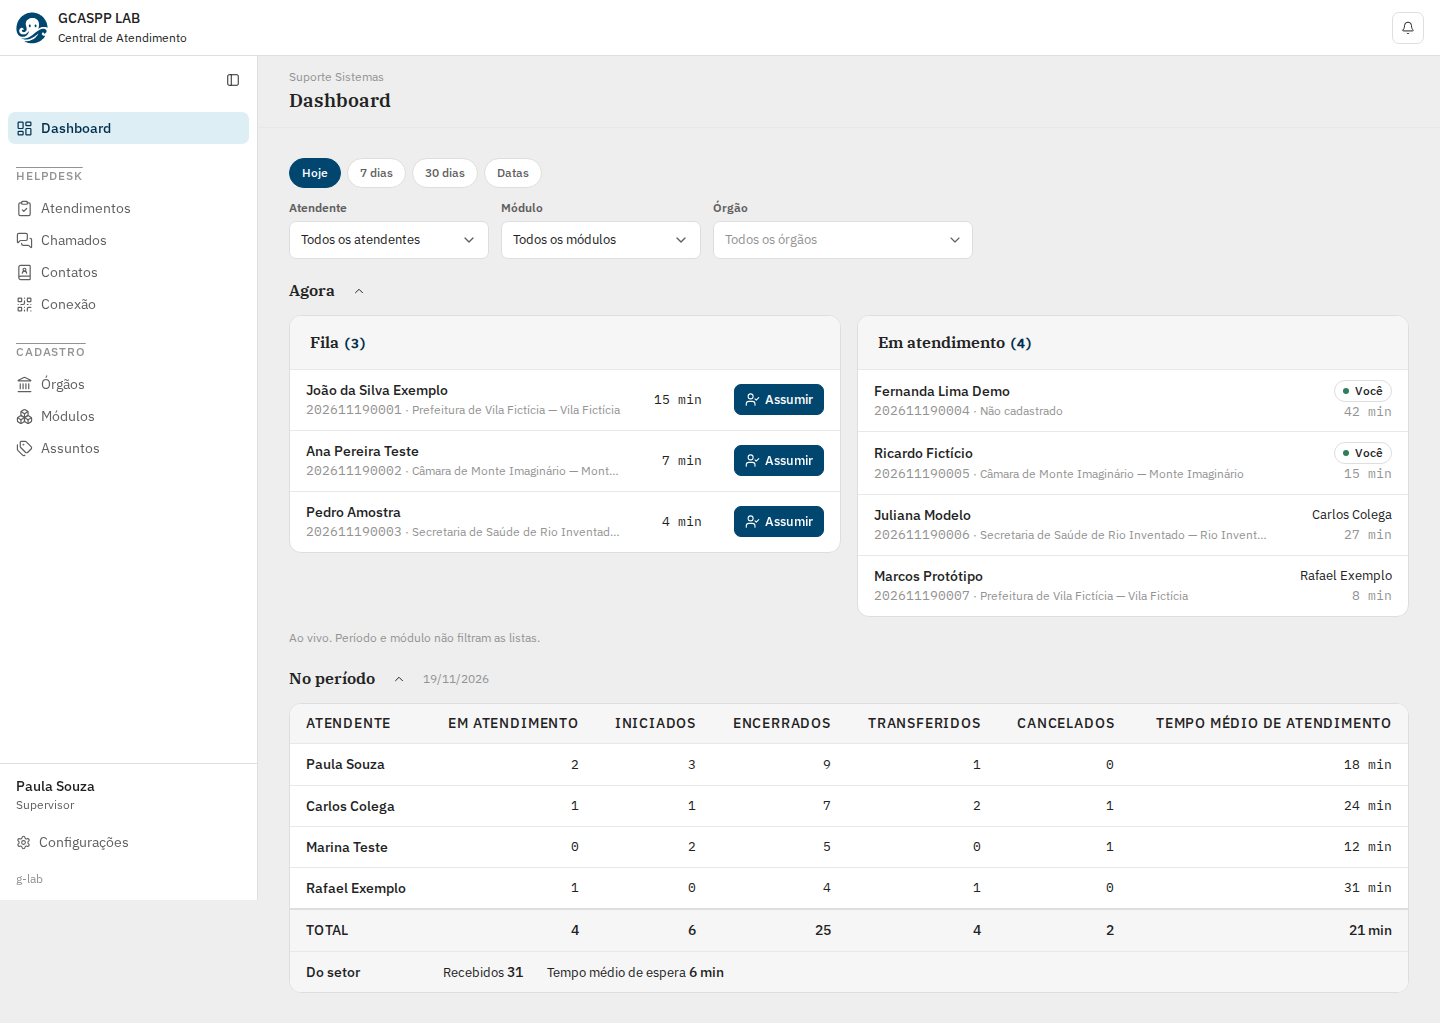 GCASPP LAB
Central de Atendimento
Suporte Sistemas
Dashboard
Dashboard
HELPDESK
Atendimentos
Chamados
Contatos
Conexão
CADASTRO
Órgãos
Módulos
Assuntos
Paula Souza
Supervisor
Configurações
g-lab
Hoje 7 dias 30 dias Datas
Atendente Módulo Órgão
Todos os atendentes Todos os módulos Todos os órgãos
Agora
Fila (3)
João da Silva Exemplo
202611190001 · Prefeitura de Vila Fictícia — Vila Fictícia 15 min Assumir
Ana Pereira Teste
202611190002 · Câmara de Monte Imaginário — Mont... 7 min Assumir
Pedro Amostra
202611190003 · Secretaria de Saúde de Rio Inventad... 4 min Assumir
Em atendimento (4)
Fernanda Lima Demo Você
202611190004 · Não cadastrado 42 min
Ricardo Fictício Você
202611190005 · Câmara de Monte Imaginário — Monte Imaginário 15 min
Juliana Modelo Carlos Colega
202611190006 · Secretaria de Saúde de Rio Inventado — Rio Invent... 27 min
Marcos Protótipo Rafael Exemplo
202611190007 · Prefeitura de Vila Fictícia — Vila Fictícia 8 min
Ao vivo. Período e módulo não filtram as listas.
No período 19/11/2026
ATENDENTE EM ATENDIMENTO INICIADOS ENCERRADOS TRANSFERIDOS CANCELADOS TEMPO MÉDIO DE ATENDIMENTO
Paula Souza 2 3 9 1 0 18 min
Carlos Colega 1 1 7 2 1 24 min
Marina Teste 0 2 5 0 1 12 min
Rafael Exemplo 1 0 4 1 0 31 min
TOTAL 4 6 25 4 2 21 min
Do setor Recebidos 31 Tempo médio de espera 6 min